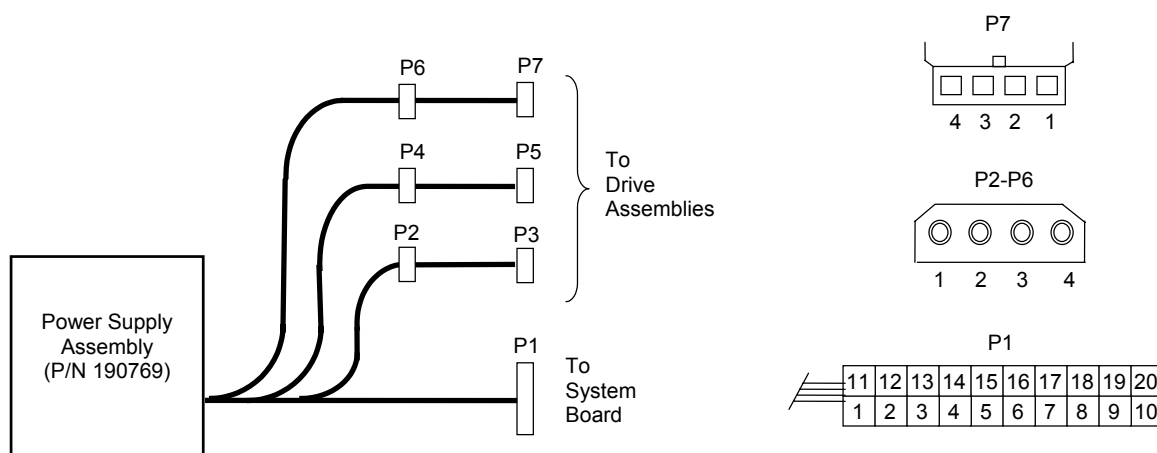 P6
P7
P4
P5
P2
P3
P1
To
Drive
Assemblies
To
System
Board
Power Supply
Assembly
(P/N 190769)
P7
4 3 2 1
P2-P6
1 2 3 4
P1
11 12 13 14 15 16 17 18 19 20
1 2 3 4 5 6 7 8 9 10